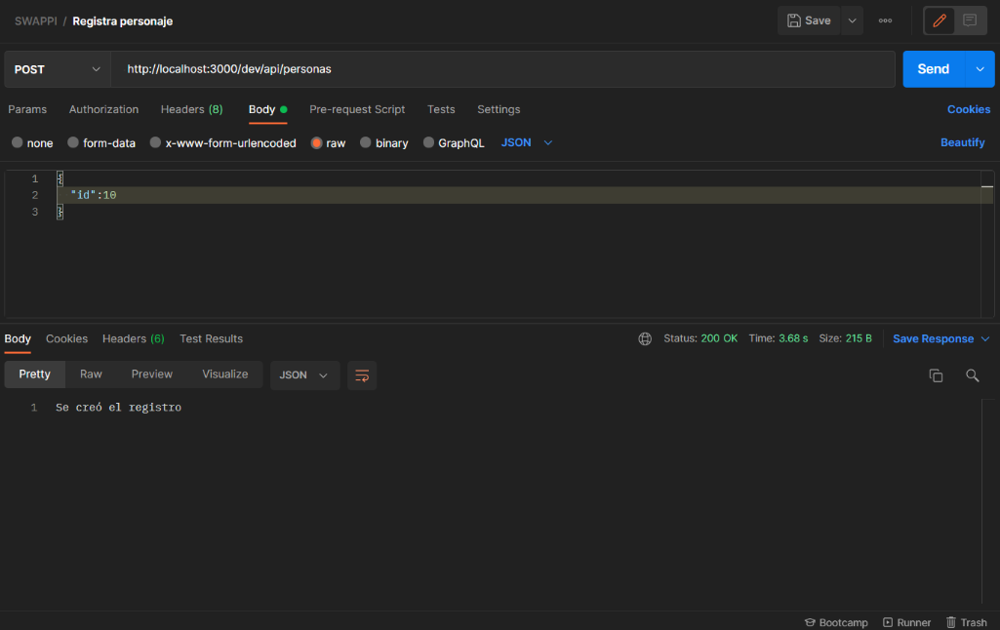 SWAPPI / Registra personaje
Save
POST
http://localhost:3000/dev/api/personas
Send
Params Authorization Headers (8) Body Pre-request Script Tests Settings Cookies
none form-data x-www-form-urlencoded raw binary GraphQL JSON Beautify
1 {
2 "id":10
3 }
Body Cookies Headers (6) Test Results Status: 200 OK Time: 3.68 s Size: 215 B Save Response
Pretty Raw Preview Visualize JSON
1 Se creó el registro
Bootcamp Runner Trash